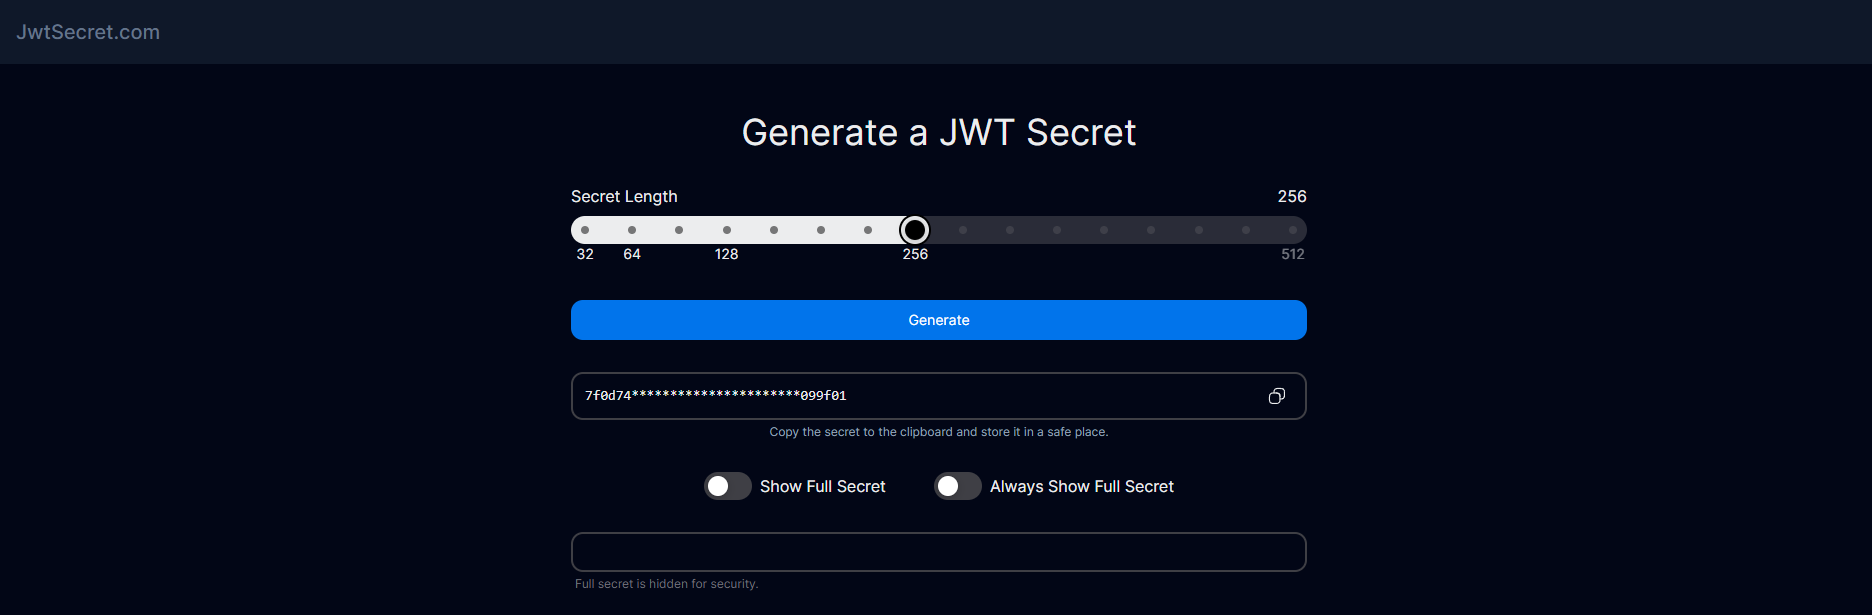 JwtSecret.com
Generate a JWT Secret
Secret Length 256
32 64 128 256 512
Generate
7f0d74**********************099f01
Copy the secret to the clipboard and store it in a safe place.
Show Full Secret Always Show Full Secret
Full secret is hidden for security.